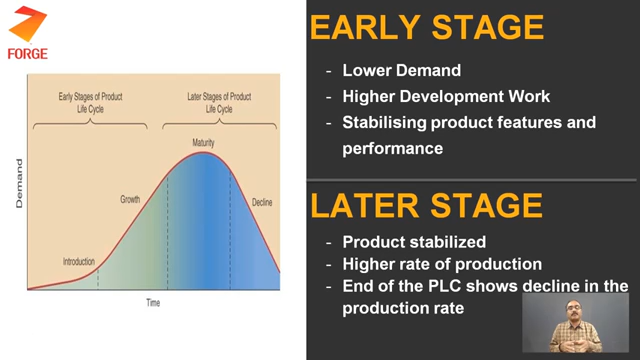 FORGE
Early Stages of Product
Life Cycle
Later Stages of Product
Life Cycle
Maturity
Growth
Decline
Introduction
Demand
Time
EARLY STAGE
- Lower Demand
- Higher Development Work
- Stabilising product features and
performance
LATER STAGE
- Product stabilized
- Higher rate of production
- End of the PLC shows decline in the
production rate